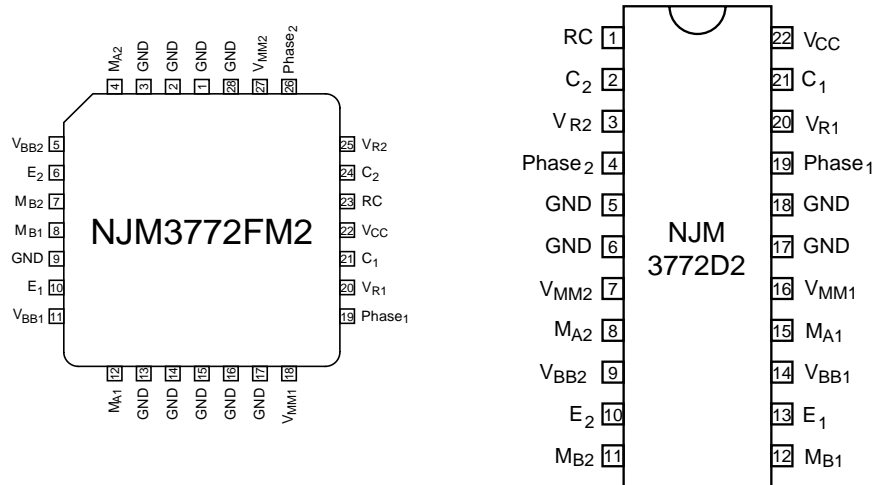 MA2 GND GND GND GND VMM2 Phase2
4 3 2 1 28 27 26
VBB2 5
E2 6
MB2 7
MB1 8
GND 9
E1 10
VBB1 11
NJM3772FM2
25 VR2
24 C2
23 RC
22 VCC
21 C1
20 VR1
19 Phase1
12 13 14 15 16 17 18
MA1 GND GND GND GND GND VMM1
RC 1
C2 2
VR2 3
Phase2 4
GND 5
GND 6
VMM2 7
MA2 8
VBB2 9
E2 10
MB2 11
NJM
3772D2
22 VCC
21 C1
20 VR1
19 Phase1
18 GND
17 GND
16 VMM1
15 MA1
14 VBB1
13 E1
12 MB1